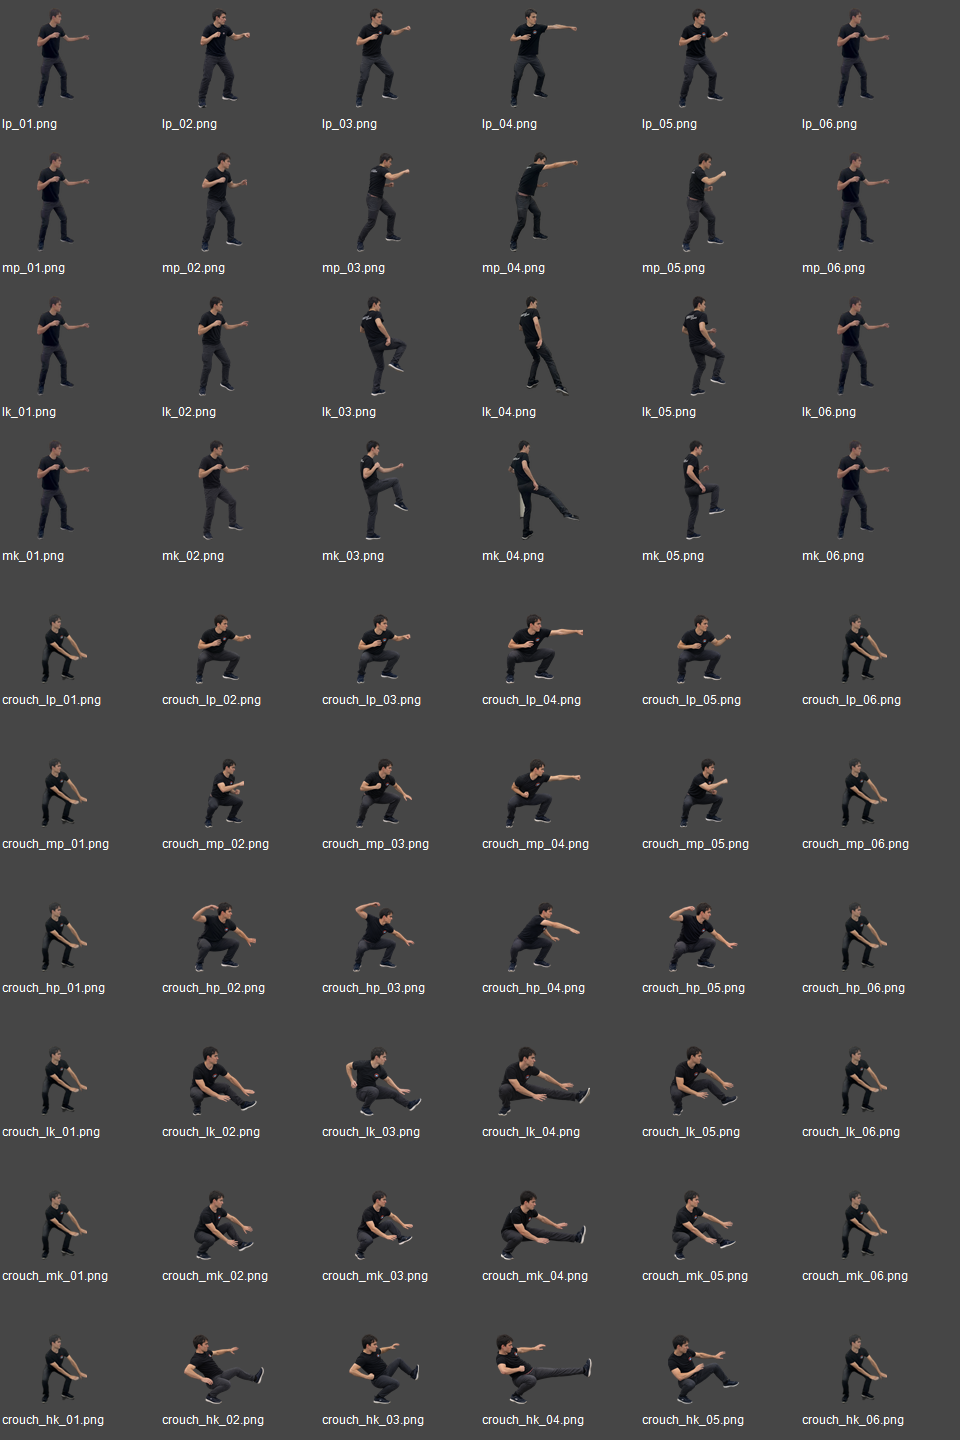 lp_01.png lp_02.png lp_03.png lp_04.png lp_05.png lp_06.png
mp_01.png mp_02.png mp_03.png mp_04.png mp_05.png mp_06.png
lk_01.png lk_02.png lk_03.png lk_04.png lk_05.png lk_06.png
mk_01.png mk_02.png mk_03.png mk_04.png mk_05.png mk_06.png
crouch_lp_01.png crouch_lp_02.png crouch_lp_03.png crouch_lp_04.png crouch_lp_05.png crouch_lp_06.png
crouch_mp_01.png crouch_mp_02.png crouch_mp_03.png crouch_mp_04.png crouch_mp_05.png crouch_mp_06.png
crouch_hp_01.png crouch_hp_02.png crouch_hp_03.png crouch_hp_04.png crouch_hp_05.png crouch_hp_06.png
crouch_lk_01.png crouch_lk_02.png crouch_lk_03.png crouch_lk_04.png crouch_lk_05.png crouch_lk_06.png
crouch_mk_01.png crouch_mk_02.png crouch_mk_03.png crouch_mk_04.png crouch_mk_05.png crouch_mk_06.png
crouch_hk_01.png crouch_hk_02.png crouch_hk_03.png crouch_hk_04.png crouch_hk_05.png crouch_hk_06.png